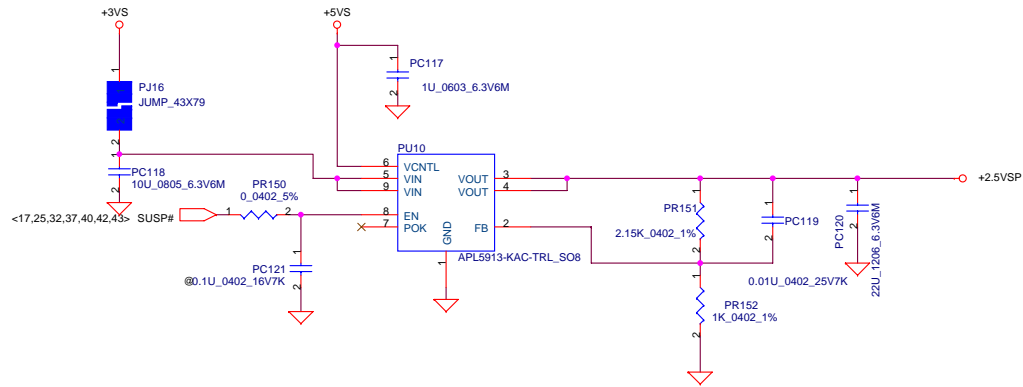 +3VS
+5VS
1
PJ16
JUMP_43X79
2
1
PC117
1U_0603_6.3V6M
2
1
PC118
10U_0805_6.3V6M
2
PU10
6 VCNTL
5 VIN
9 VIN
8 EN
7 POK
GND
1
VOUT 3
VOUT 4
FB 2
APL5913-KAC-TRL_SO8
<17,25,32,37,40,42,43> SUSP#
PR150
0_0402_5%
1 2
1
PC121
@0.1U_0402_16V7K
2
+2.5VSP
1
PR151
2.15K_0402_1%
2
1
PC119
0.01U_0402_25V7K
2
1
PC120
22U_1206_6.3V6M
2
1
PR152
1K_0402_1%
2